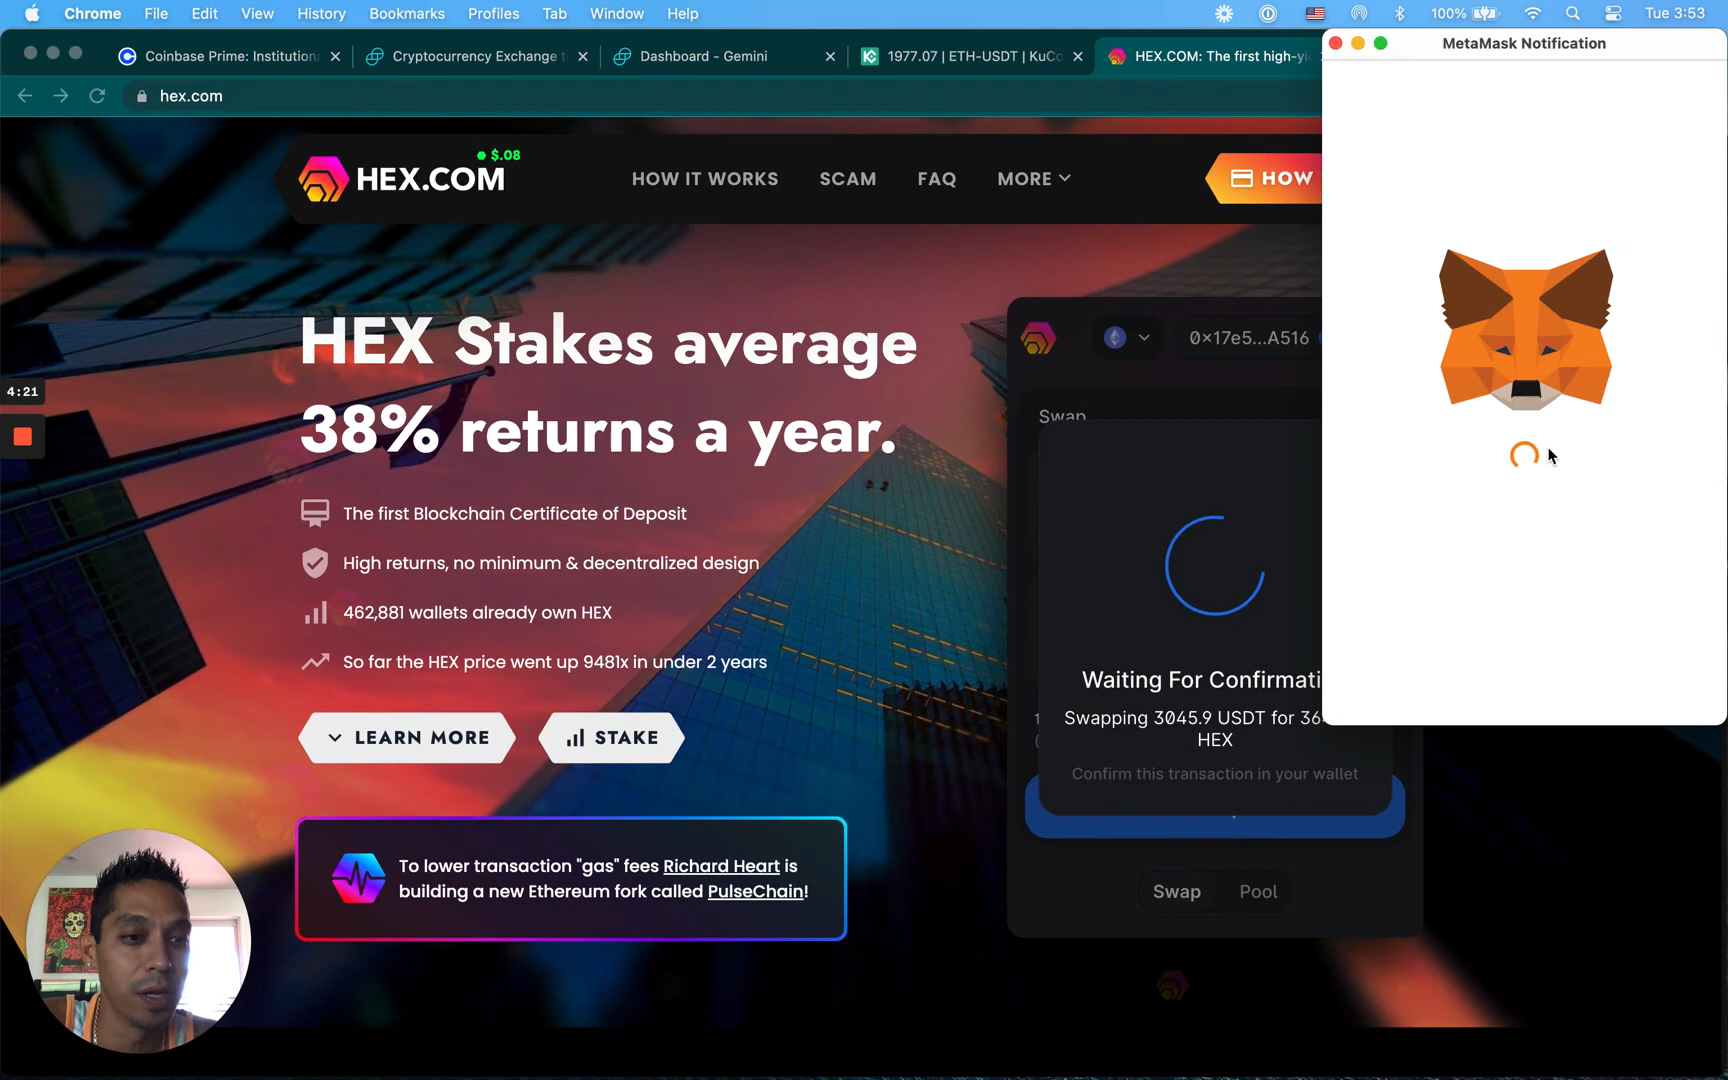 Chrome File Edit View History Bookmarks Profiles Tab Window Help 100% Tue 3:53
Coinbase Prime: Institutiona
Cryptocurrency Exchange to
Dashboard - Gemini
1977.07 | ETH-USDT | KuCo
HEX.COM: The first high-yi
MetaMask Notification
hex.com
$.08
HEX.COM
HOW IT WORKS SCAM FAQ MORE
HOW
HEX Stakes average
38% returns a year.
The first Blockchain Certificate of Deposit
High returns, no minimum & decentralized design
462,881 wallets already own HEX
So far the HEX price went up 9481x in under 2 years
LEARN MORE
STAKE
To lower transaction "gas" fees Richard Heart is
building a new Ethereum fork called PulseChain!
4:21
0×17e5...A516
Swap
Waiting For Confirmati
Swapping 3045.9 USDT for 36
HEX
Confirm this transaction in your wallet
Swap Pool